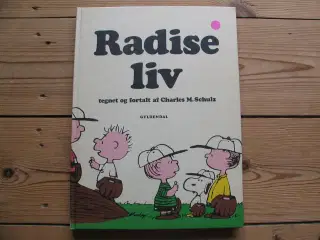 Radise
liv
tegnet og fortalt af Charles M. Schulz
GYLDENDAL